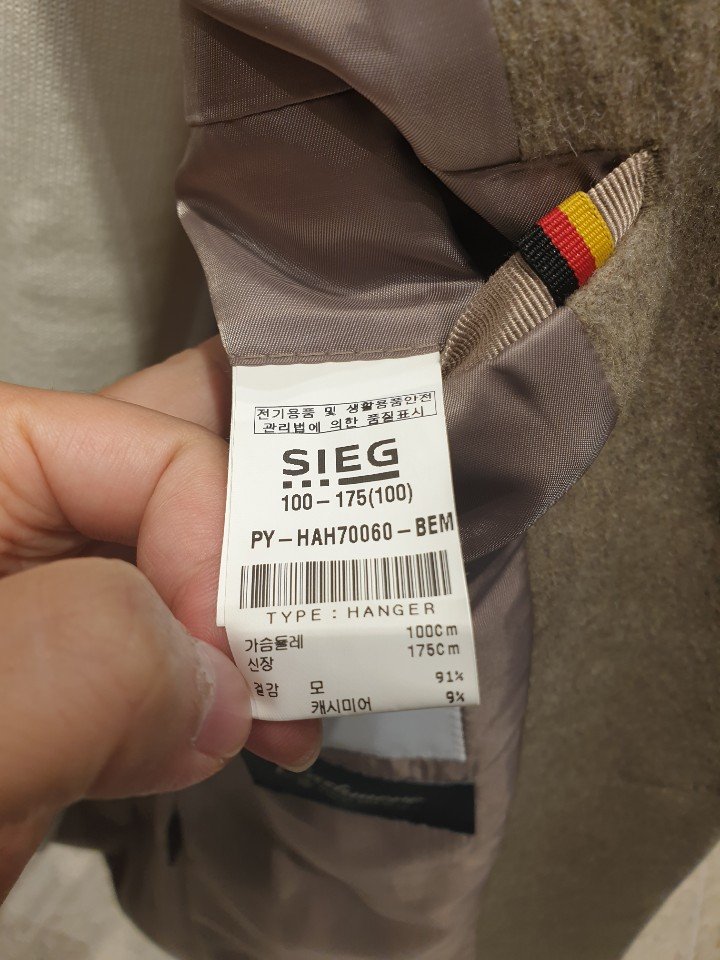 전기용품 및 생활용품안전
관리법에 의한 품질표시
SIEG
100-175(100)
PY-HAH70060-BEM
TYPE : HANGER
가슴둘레 100Cm
신장 175Cm
겉감 모 91%
캐시미어 9%